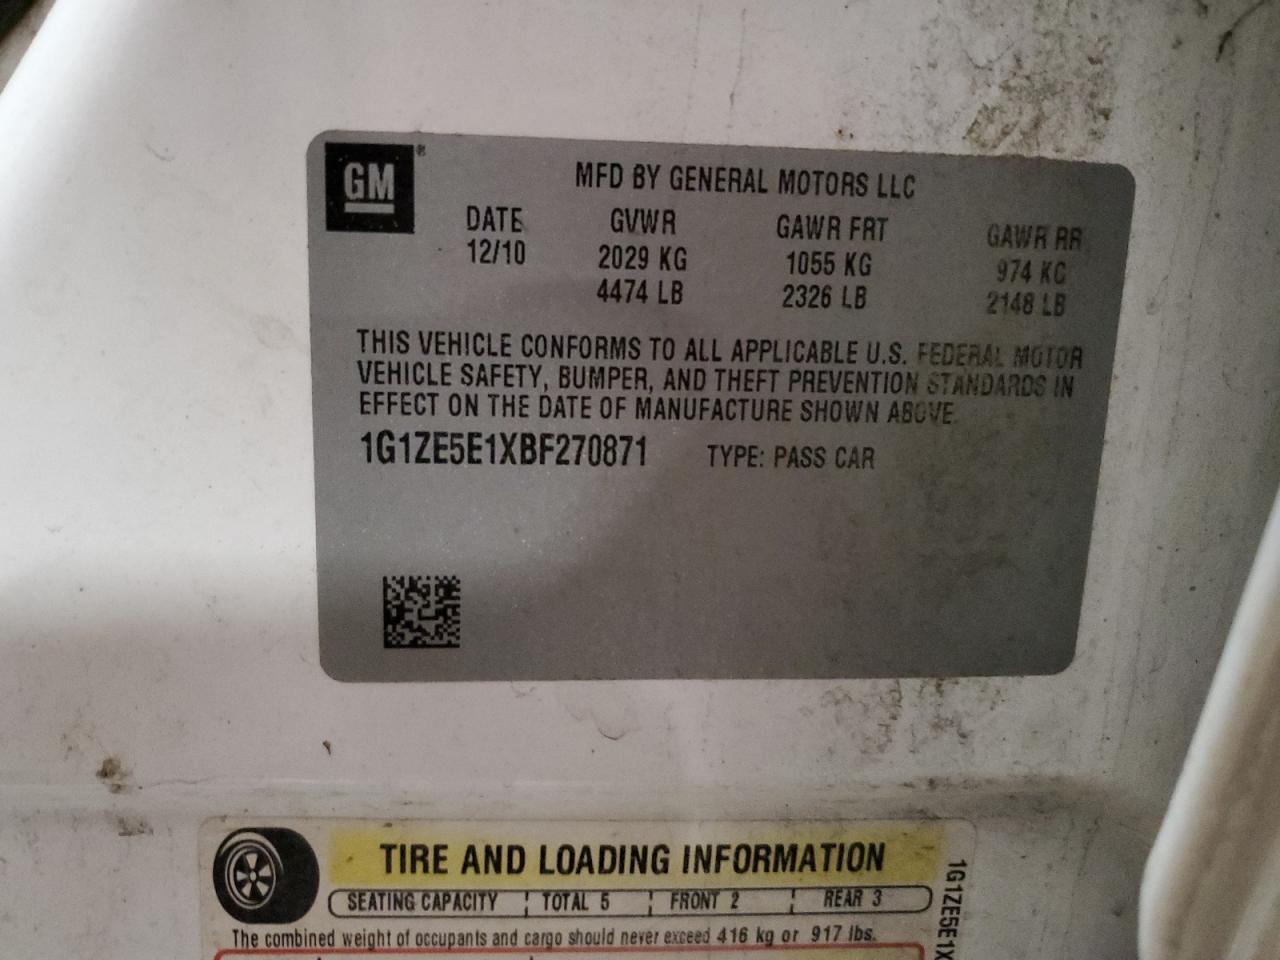 GM®
MFD BY GENERAL MOTORS LLC
DATE GVWR GAWR FRT GAWR RR
12/10 2029 KG 1055 KG 974 KG
4474 LB 2326 LB 2148 LB
THIS VEHICLE CONFORMS TO ALL APPLICABLE U.S. FEDERAL MOTOR
VEHICLE SAFETY, BUMPER, AND THEFT PREVENTION STANDARDS IN
EFFECT ON THE DATE OF MANUFACTURE SHOWN ABOVE.
1G1ZE5E1XBF270871 TYPE: PASS CAR
TIRE AND LOADING INFORMATION
SEATING CAPACITY TOTAL 5 FRONT 2 REAR 3
The combined weight of occupants and cargo should never exceed 416 kg or 917 lbs.
1G1ZE5E1X